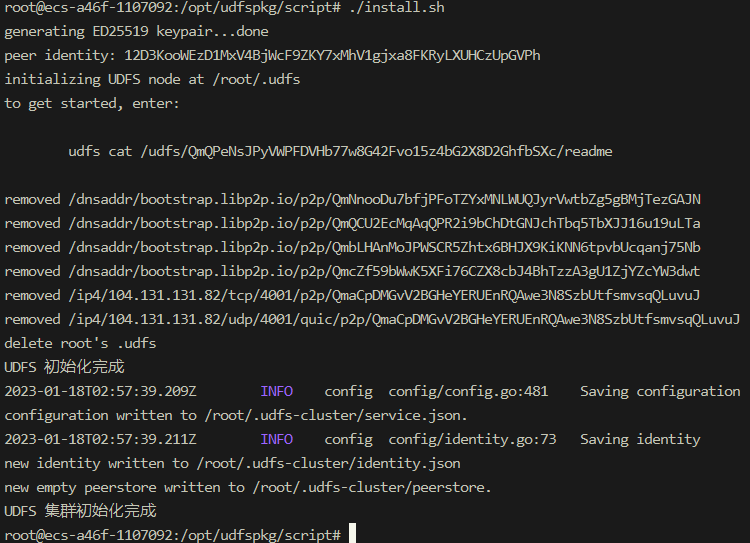 root@ecs-a46f-1107092:/opt/udfspkg/script# ./install.sh
generating ED25519 keypair...done
peer identity: 12D3KooWEzD1MxV4BjWcF9ZKY7xMhV1gjxa8FKRyLXUHCzUpGVPh
initializing UDFS node at /root/.udfs
to get started, enter:
udfs cat /udfs/QmQPeNsJPyVWPFDVHb77w8G42Fvo15z4bG2X8D2GhfbSXc/readme
removed /dnsaddr/bootstrap.libp2p.io/p2p/QmNnooDu7bfjPFoTZYxMNLWUQJyrVwtbZg5gBMjTezGAJN
removed /dnsaddr/bootstrap.libp2p.io/p2p/QmQCU2EcMqAqQPR2i9bChDtGNJchTbq5TbXJJ16u19uLTa
removed /dnsaddr/bootstrap.libp2p.io/p2p/QmbLHAnMoJPWSCR5Zhtx6BHJX9KiKNN6tpvbUcqanj75Nb
removed /dnsaddr/bootstrap.libp2p.io/p2p/QmcZf59bWwK5XFi76CZX8cbJ4BhTzzA3gU1ZjYZcYW3dwt
removed /ip4/104.131.131.82/tcp/4001/p2p/QmaCpDMGvV2BGHeYERUEnRQAwe3N8SzbUtfsmvsqQLuvuJ
removed /ip4/104.131.131.82/udp/4001/quic/p2p/QmaCpDMGvV2BGHeYERUEnRQAwe3N8SzbUtfsmvsqQLuvuJ
delete root's .udfs
UDFS 初始化完成
2023-01-18T02:57:39.209Z INFO config config/config.go:481 Saving configuration
configuration written to /root/.udfs-cluster/service.json.
2023-01-18T02:57:39.211Z INFO config config/identity.go:73 Saving identity
new identity written to /root/.udfs-cluster/identity.json
new empty peerstore written to /root/.udfs-cluster/peerstore.
UDFS 集群初始化完成
root@ecs-a46f-1107092:/opt/udfspkg/script#